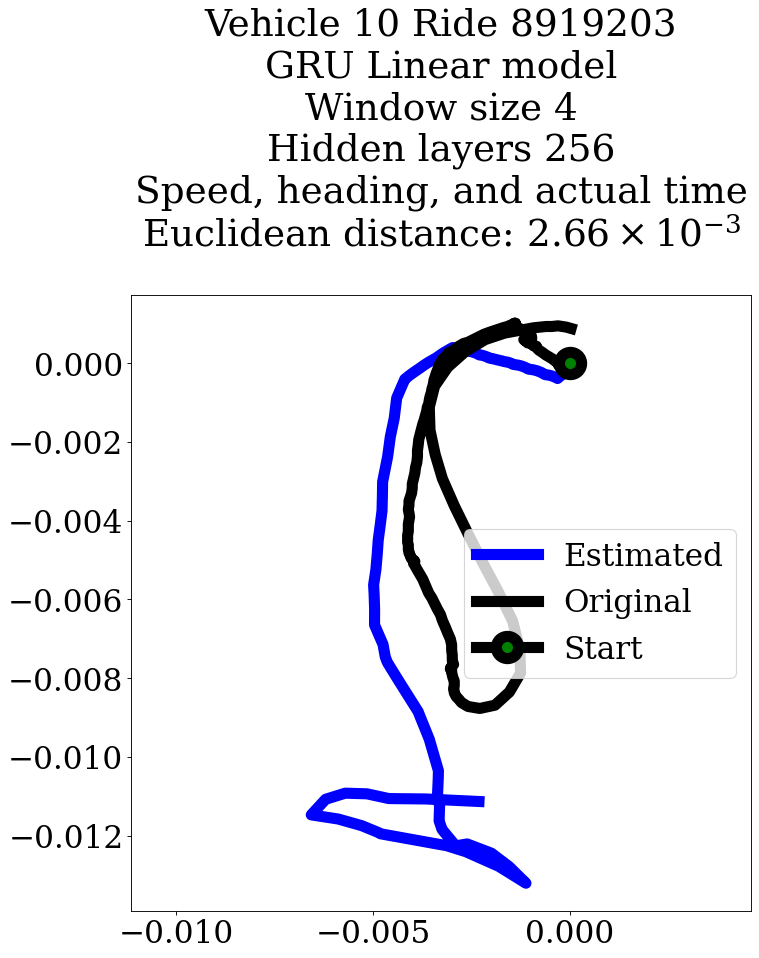 Vehicle 10 Ride 8919203
GRU Linear model
Window size 4
Hidden layers 256
Speed, heading, and actual time
Euclidean distance: 2.66 × 10⁻³
0.000
−0.002
−0.004
−0.006
−0.008
−0.010
−0.012
Estimated
Original
Start
−0.010
−0.005
0.000